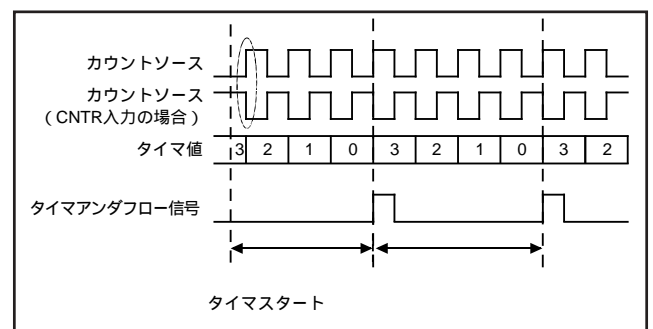 カウントソース
カウントソース
(CNTR入力の場合)
タイマ値 3 2 1 0 3 2 1 0 3 2
タイマアンダフロー信号
タイマスタート